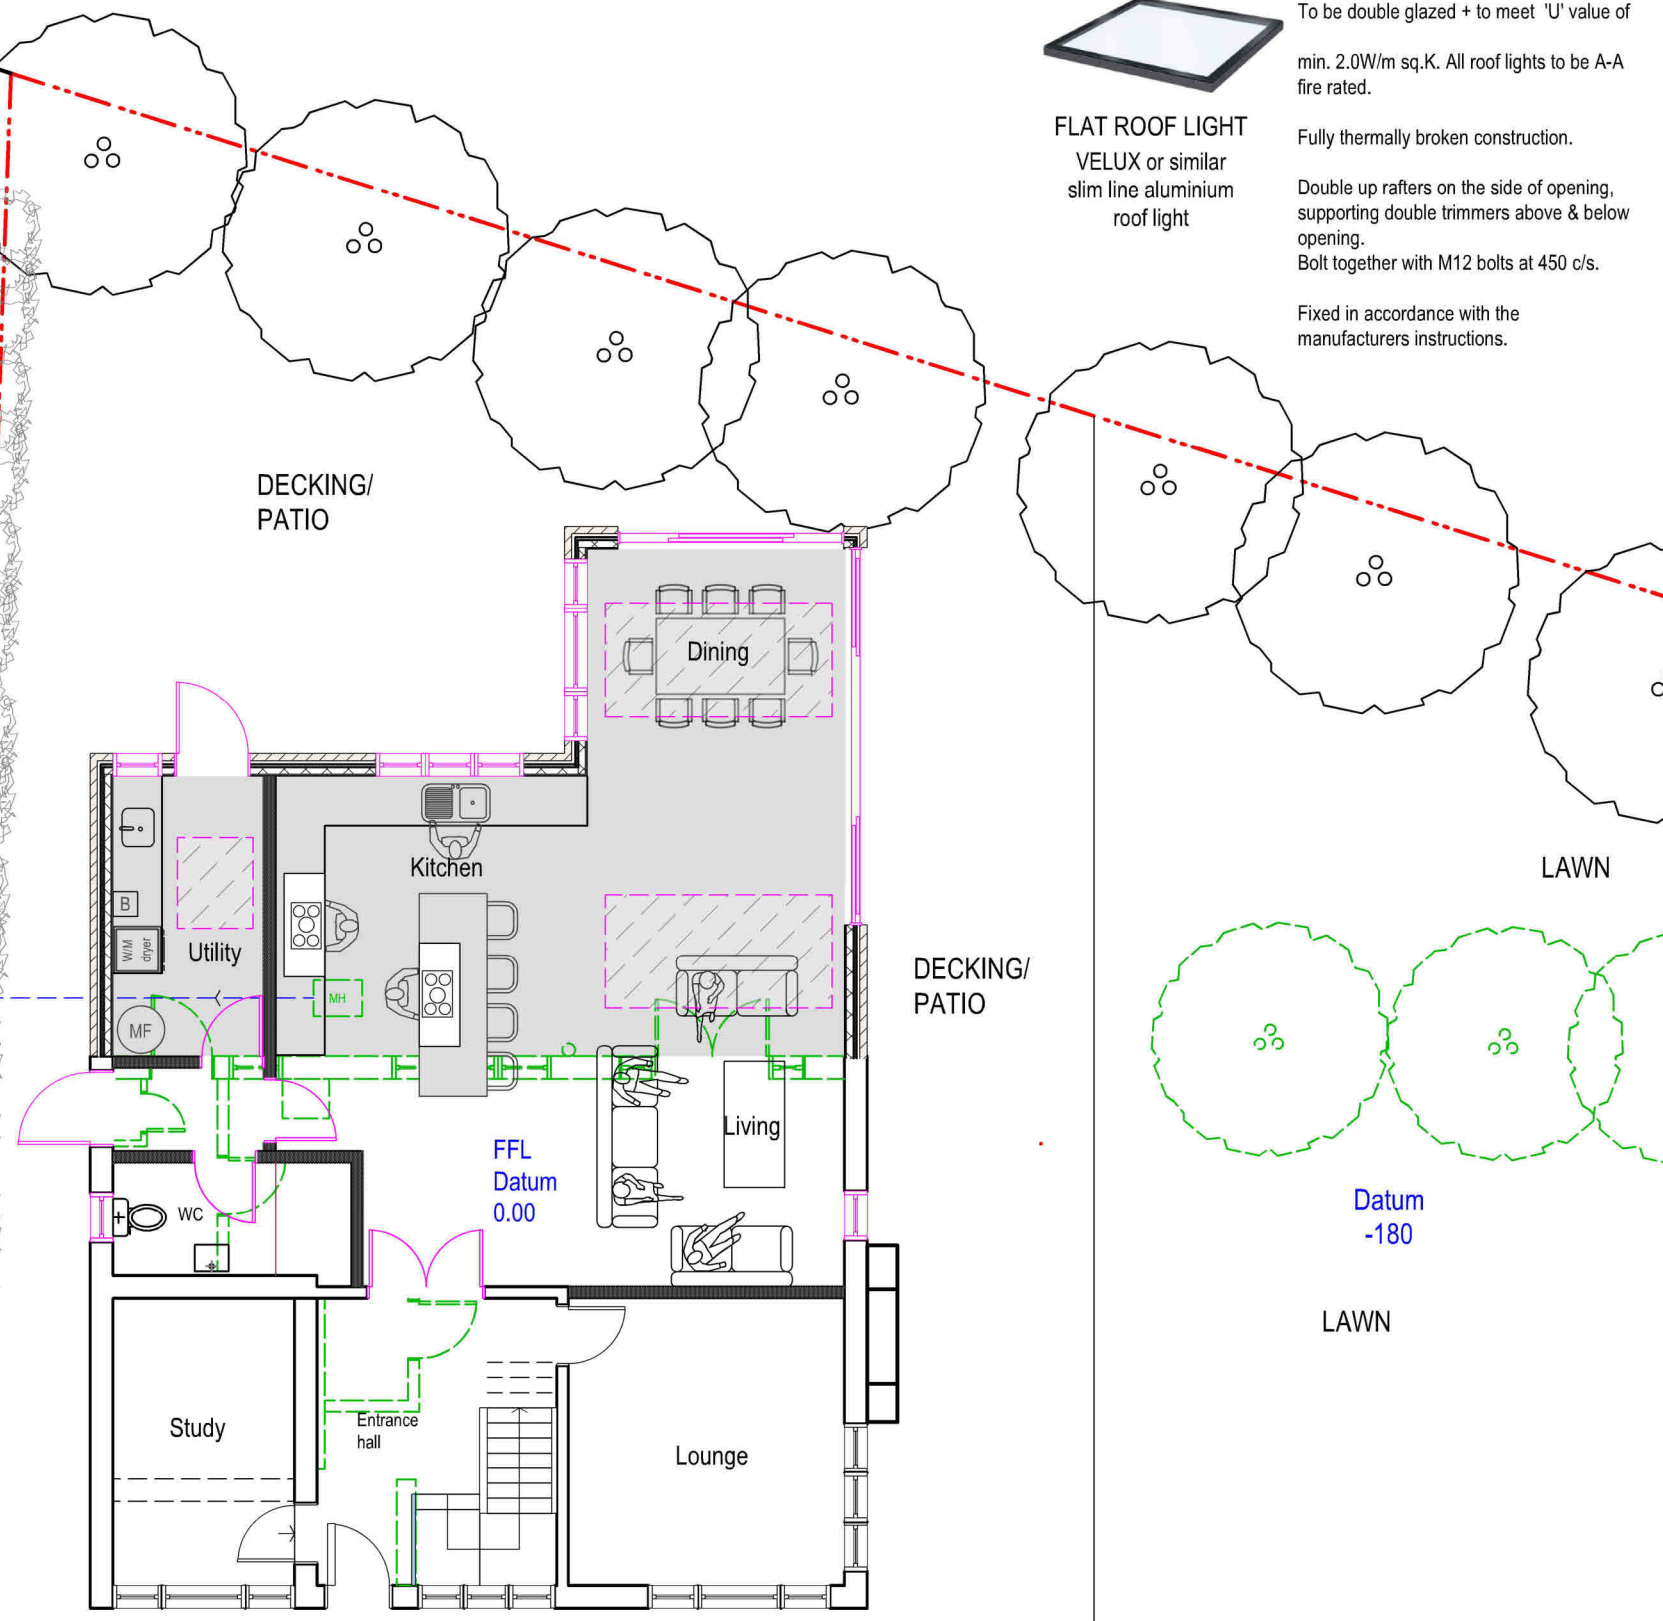 To be double glazed + to meet 'U' value of
min. 2.0W/m sq.K. All roof lights to be A-A
fire rated.
Fully thermally broken construction.
Double up rafters on the side of opening,
supporting double trimmers above & below
opening.
Bolt together with M12 bolts at 450 c/s.
Fixed in accordance with the
manufacturers instructions.
FLAT ROOF LIGHT
VELUX or similar
slim line aluminium
roof light
DECKING/
PATIO
Dining
Kitchen
LAWN
B
W/M
dryer
Utility
DECKING/
PATIO
MH
MF
Living
FFL
Datum
0.00
WC
Datum
-180
LAWN
Study
Entrance
hall
Lounge